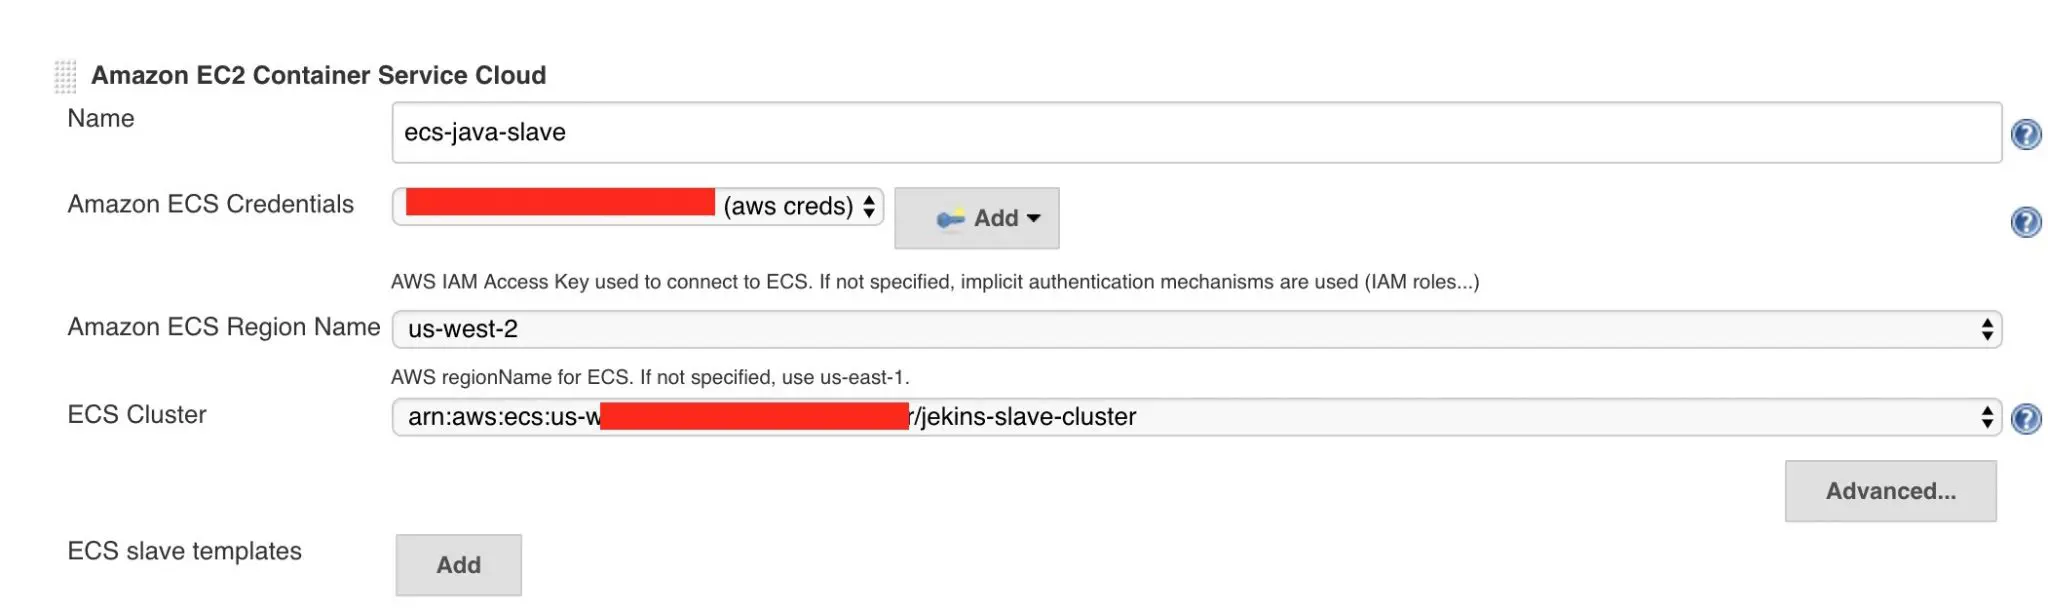 Amazon EC2 Container Service Cloud
Name
ecs-java-slave
Amazon ECS Credentials
(aws creds)
Add
AWS IAM Access Key used to connect to ECS. If not specified, implicit authentication mechanisms are used (IAM roles...)
Amazon ECS Region Name
us-west-2
AWS regionName for ECS. If not specified, use us-east-1.
ECS Cluster
arn:aws:ecs:us-w r/jekins-slave-cluster
Advanced...
ECS slave templates
Add